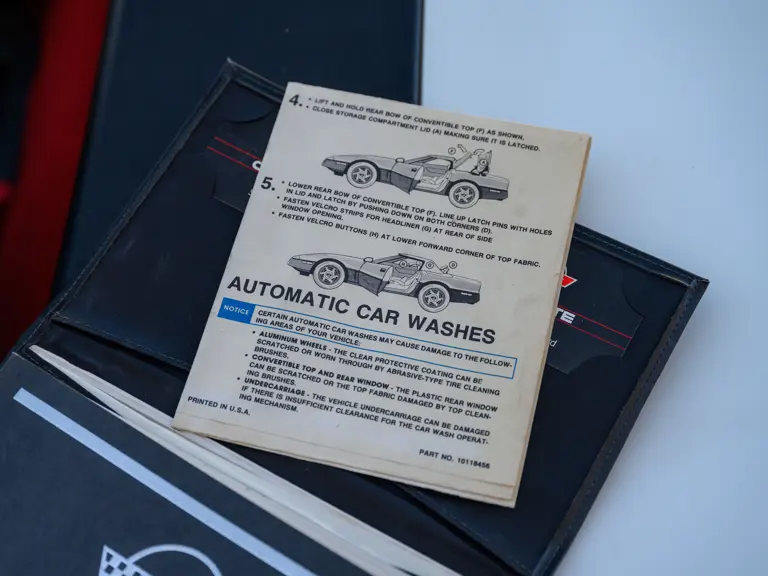 4. • LIFT AND HOLD REAR BOW OF CONVERTIBLE TOP (F) AS SHOWN.
• CLOSE STORAGE COMPARTMENT LID (A) MAKING SURE IT IS LATCHED.
5. • LOWER REAR BOW OF CONVERTIBLE TOP (F). LINE UP LATCH PINS WITH HOLES
IN LID AND LATCH BY PUSHING DOWN ON BOTH CORNERS (D).
• FASTEN VELCRO STRIPS FOR HEADLINER (G) AT REAR OF SIDE
WINDOW OPENING.
• FASTEN VELCRO BUTTONS (H) AT LOWER FORWARD CORNER OF TOP FABRIC.
AUTOMATIC CAR WASHES
NOTICE
CERTAIN AUTOMATIC CAR WASHES MAY CAUSE DAMAGE TO THE FOLLOW-
ING AREAS OF YOUR VEHICLE:
• ALUMINUM WHEELS - THE CLEAR PROTECTIVE COATING CAN BE
SCRATCHED OR WORN THROUGH BY ABRASIVE-TYPE TIRE CLEANING
BRUSHES.
• CONVERTIBLE TOP AND REAR WINDOW - THE PLASTIC REAR WINDOW
CAN BE SCRATCHED OR THE TOP FABRIC DAMAGED BY TOP CLEAN-
ING BRUSHES.
• UNDERCARRIAGE - THE VEHICLE UNDERCARRIAGE CAN BE DAMAGED
IF THERE IS INSUFFICIENT CLEARANCE FOR THE CAR WASH OPERAT-
ING MECHANISM.
PRINTED IN U.S.A.
PART NO. 10118456